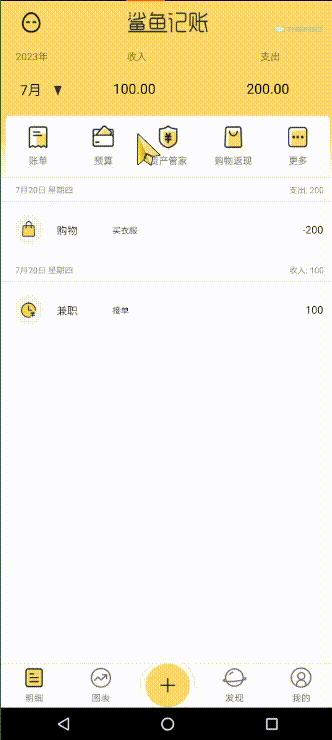 鲨鱼记账
2023年 收入 支出
7月 ▼ 100.00 200.00
账单 预算 资产管家 购物返现 更多
7月20日 星期四 支出: 200
购物 买衣服 -200
7月20日 星期四 收入: 100
兼职 接单 100
明细 图表 + 发现 我的